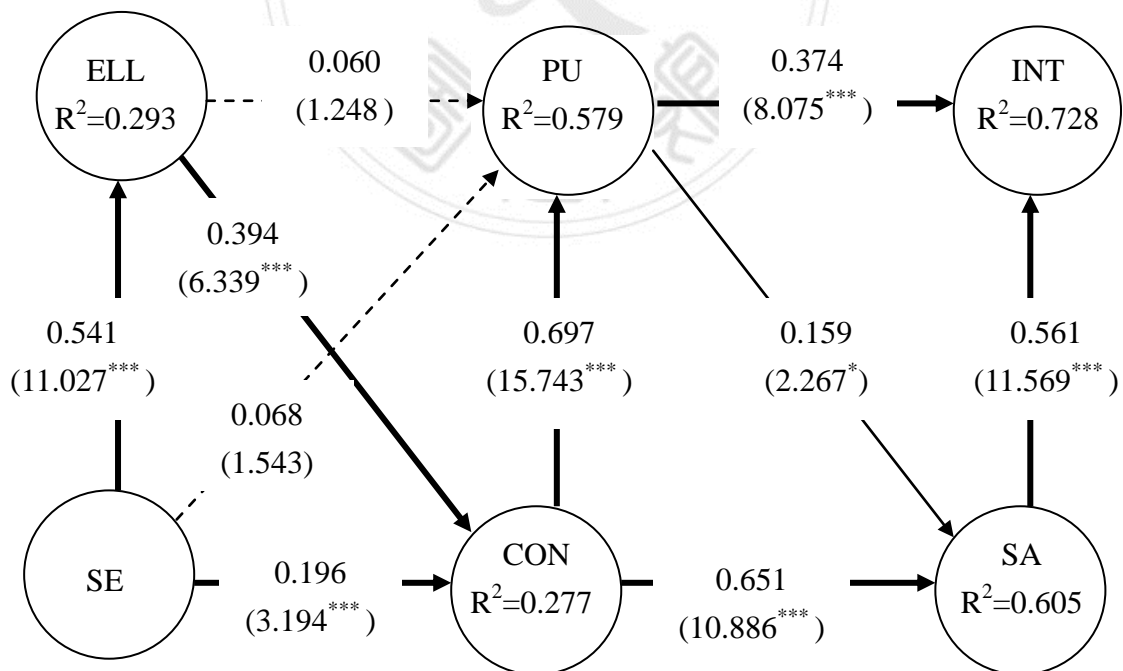 ELL
R²=0.293
0.060
(1.248)
PU
R²=0.579
0.374
(8.075***)
INT
R²=0.728
0.394
(6.339***)
0.541
(11.027***)
0.697
(15.743***)
0.159
(2.267*)
0.561
(11.569***)
0.068
(1.543)
SE
0.196
(3.194***)
CON
R²=0.277
0.651
(10.886***)
SA
R²=0.605